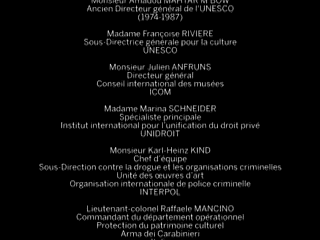 Monsieur Amadou MAHTAR M'BOW
Ancien Directeur général de l'UNESCO
(1974-1987)
Madame Françoise RIVIERE
Sous-Directrice générale pour la culture
UNESCO
Monsieur Julien ANFRUNS
Directeur général
Conseil international des musées
ICOM
Madame Marina SCHNEIDER
Spécialiste principale
Institut international pour l'unification du droit privé
UNIDROIT
Monsieur Karl-Heinz KIND
Chef d'équipe
Sous-Direction contre la drogue et les organisations criminelles
Unité des œuvres d'art
Organisation internationale de police criminelle
INTERPOL
Lieutenant-colonel Raffaele MANCINO
Commandant du département opérationnel
Protection du patrimoine culturel
Arma dei Carabinieri